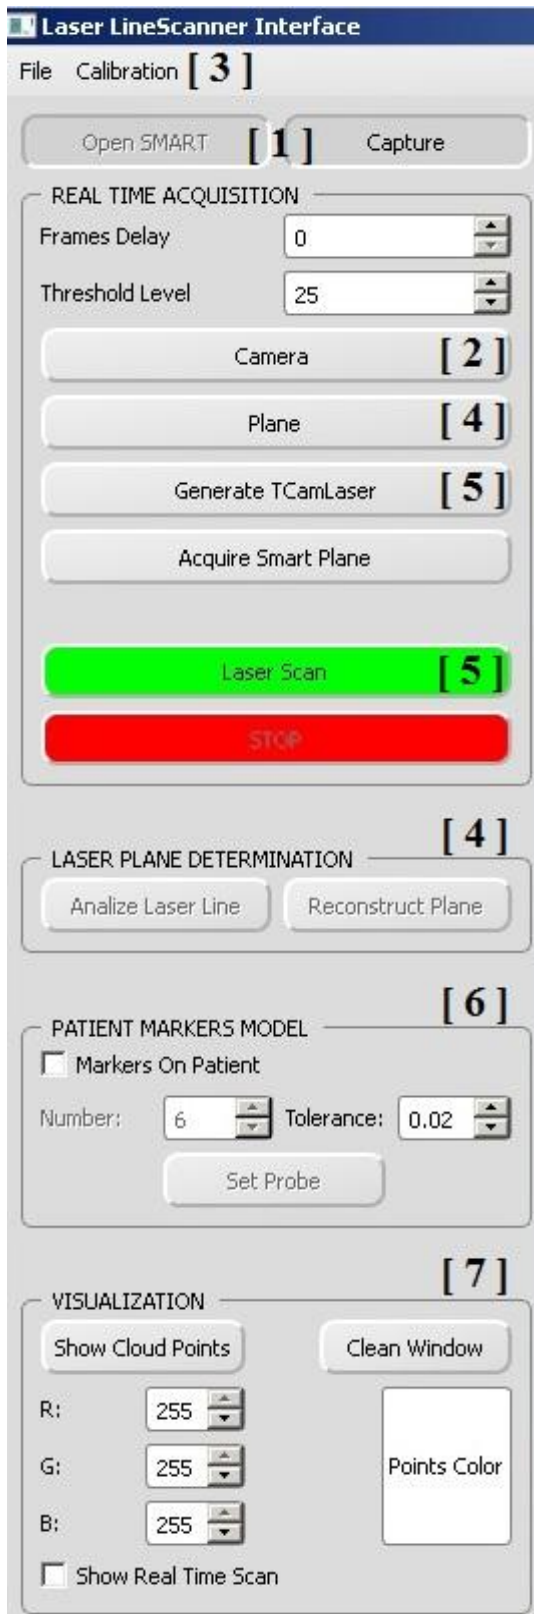 Laser LineScanner Interface
File Calibration [ 3 ]
Open SMART [ 1 ] Capture
REAL TIME ACQUISITION
Frames Delay 0
Threshold Level 25
Camera [ 2 ]
Plane [ 4 ]
Generate TCamLaser [ 5 ]
Acquire Smart Plane
Laser Scan [ 5 ]
STOP
[ 4 ]
LASER PLANE DETERMINATION
Analize Laser Line Reconstruct Plane
[ 6 ]
PATIENT MARKERS MODEL
Markers On Patient
Number: 6 Tolerance: 0.02
Set Probe
[ 7 ]
VISUALIZATION
Show Cloud Points Clean Window
R: 255
G: 255 Points Color
B: 255
Show Real Time Scan